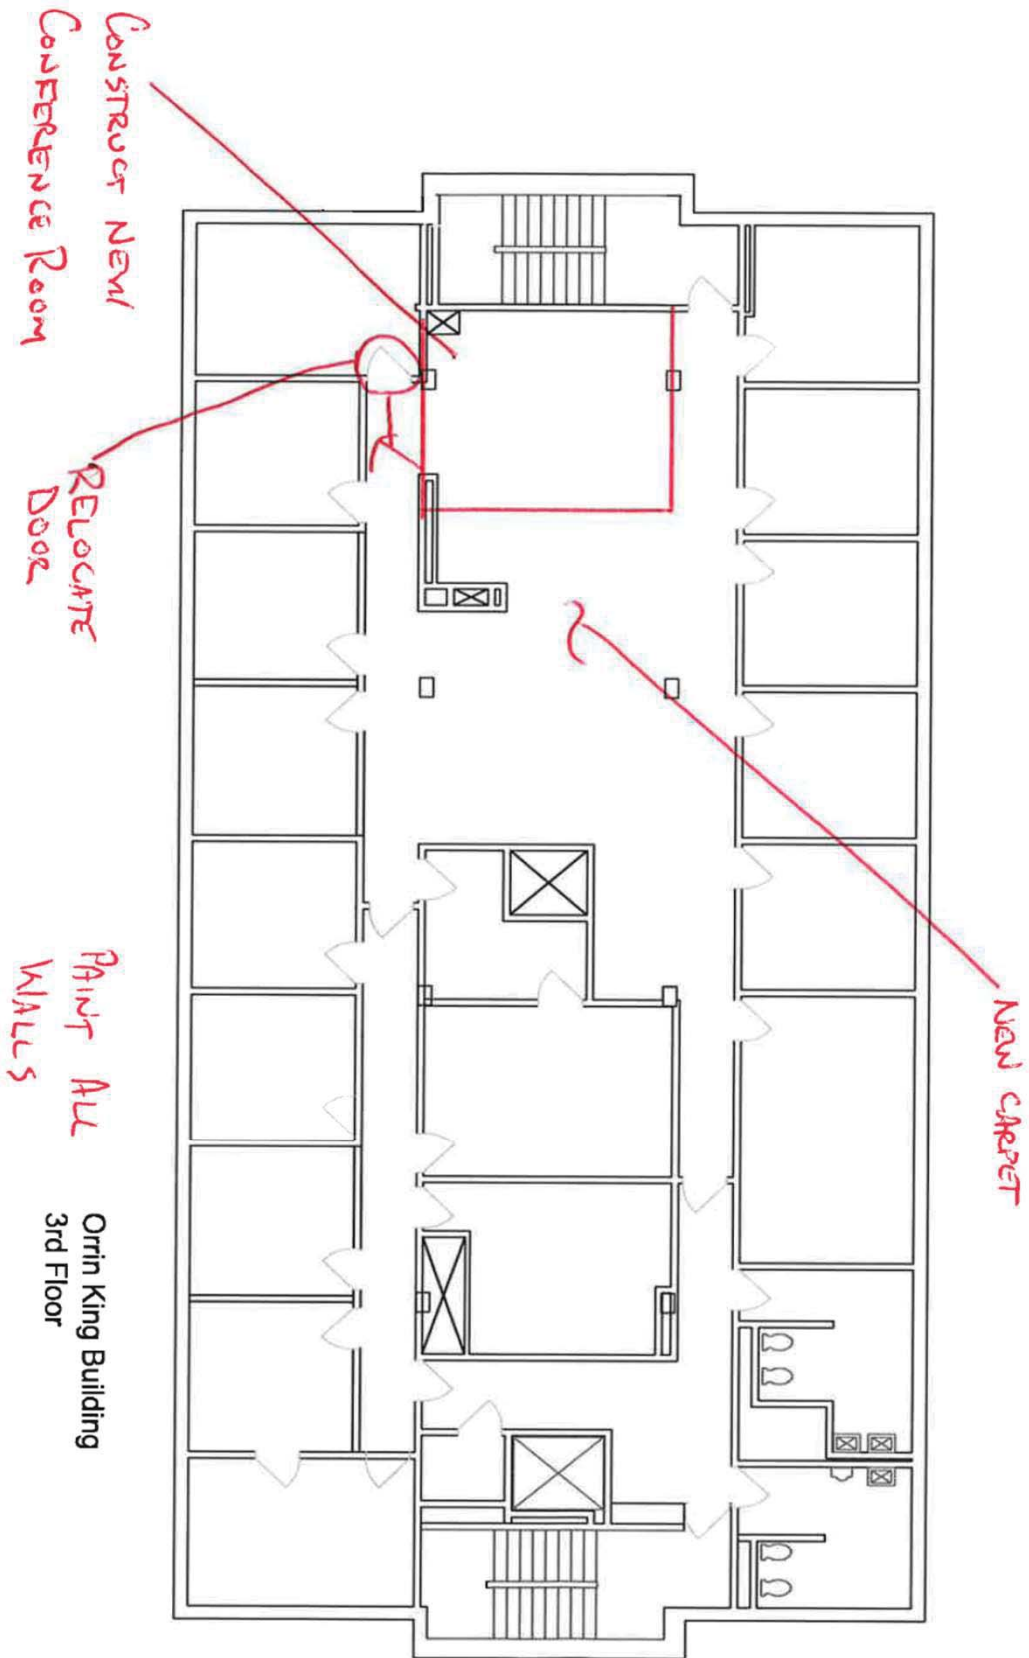 CONSTRUCT NEW
CONFERENCE ROOM
RELOCATE
DOOR
NEW CARPET
PAINT ALL
WALLS
Orrin King Building
3rd Floor